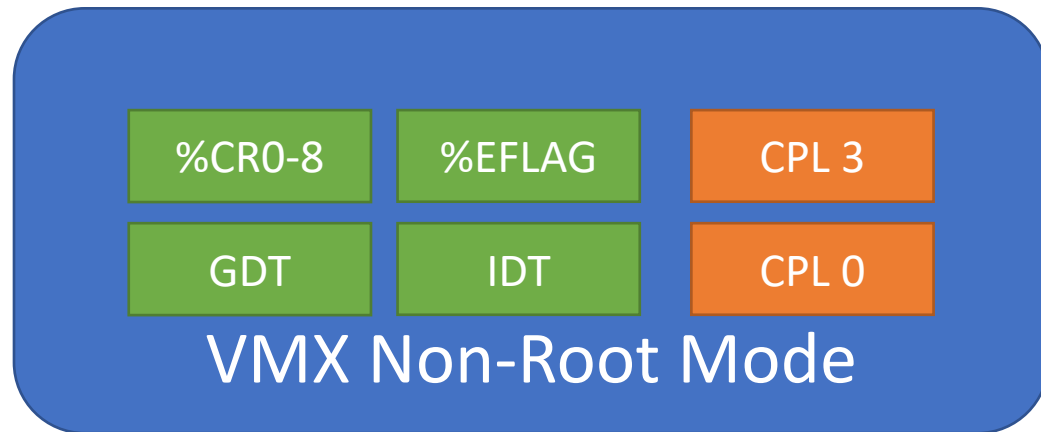 %CR0-8 %EFLAG CPL 3
GDT IDT CPL 0
VMX Non-Root Mode